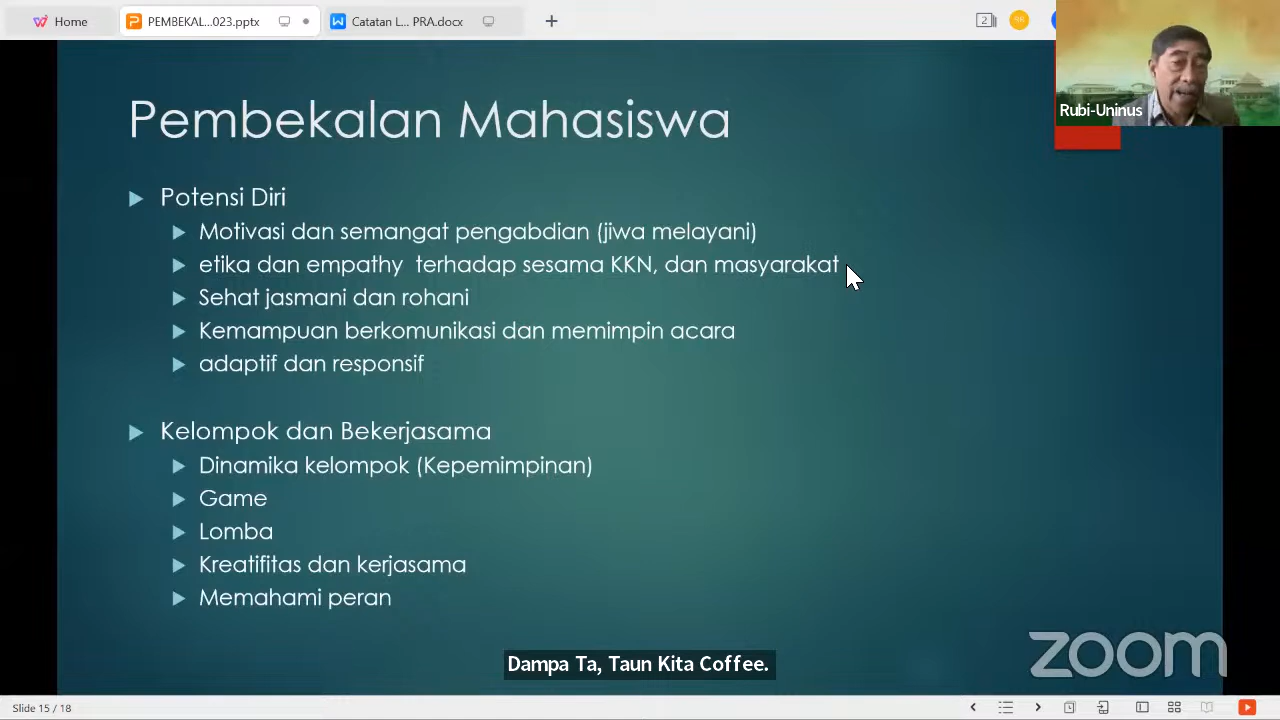 Home
PEMBEKAL...023.pptx
Catatan L... PRA.docx
2
Rubi-Uninus
Pembekalan Mahasiswa
Potensi Diri
Motivasi dan semangat pengabdian (jiwa melayani)
etika dan empathy terhadap sesama KKN, dan masyarakat
Sehat jasmani dan rohani
Kemampuan berkomunikasi dan memimpin acara
adaptif dan responsif
Kelompok dan Bekerjasama
Dinamika kelompok (Kepemimpinan)
Game
Lomba
Kreatifitas dan kerjasama
Memahami peran
Dampa Ta, Taun Kita Coffee.
zoom
Slide 15 / 18